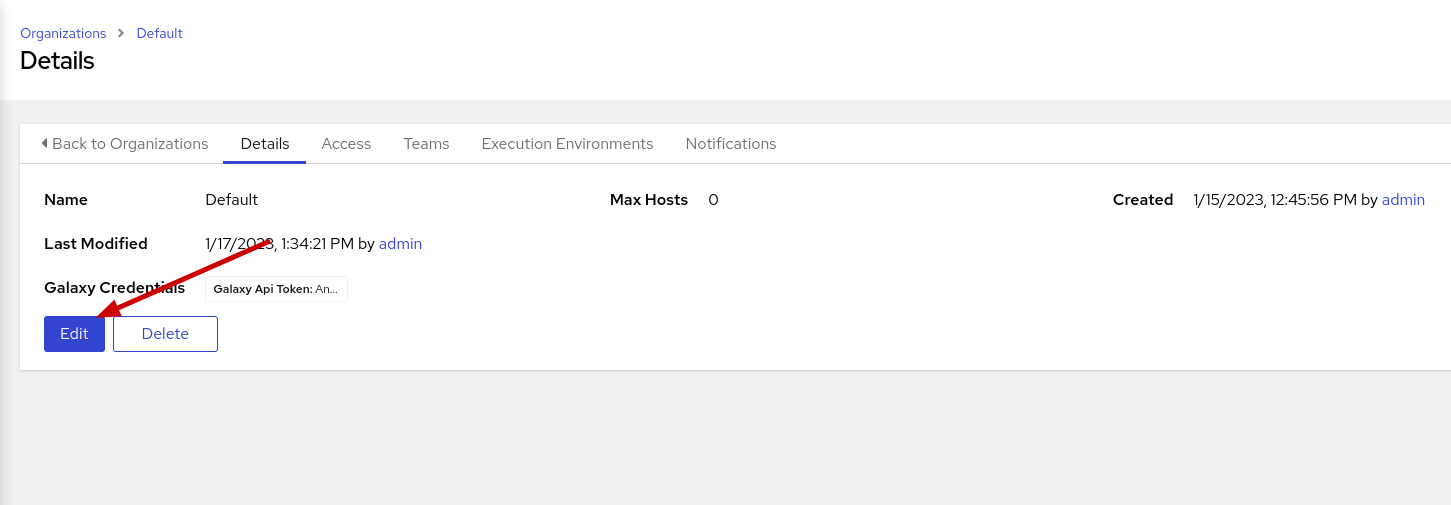 Organizations > Default
Details
Back to Organizations Details Access Teams Execution Environments Notifications
Name Default Max Hosts 0 Created 1/15/2023, 12:45:56 PM by admin
Last Modified 1/17/2023, 1:34:21 PM by admin
Galaxy Credentials Galaxy Api Token: An...
Edit Delete